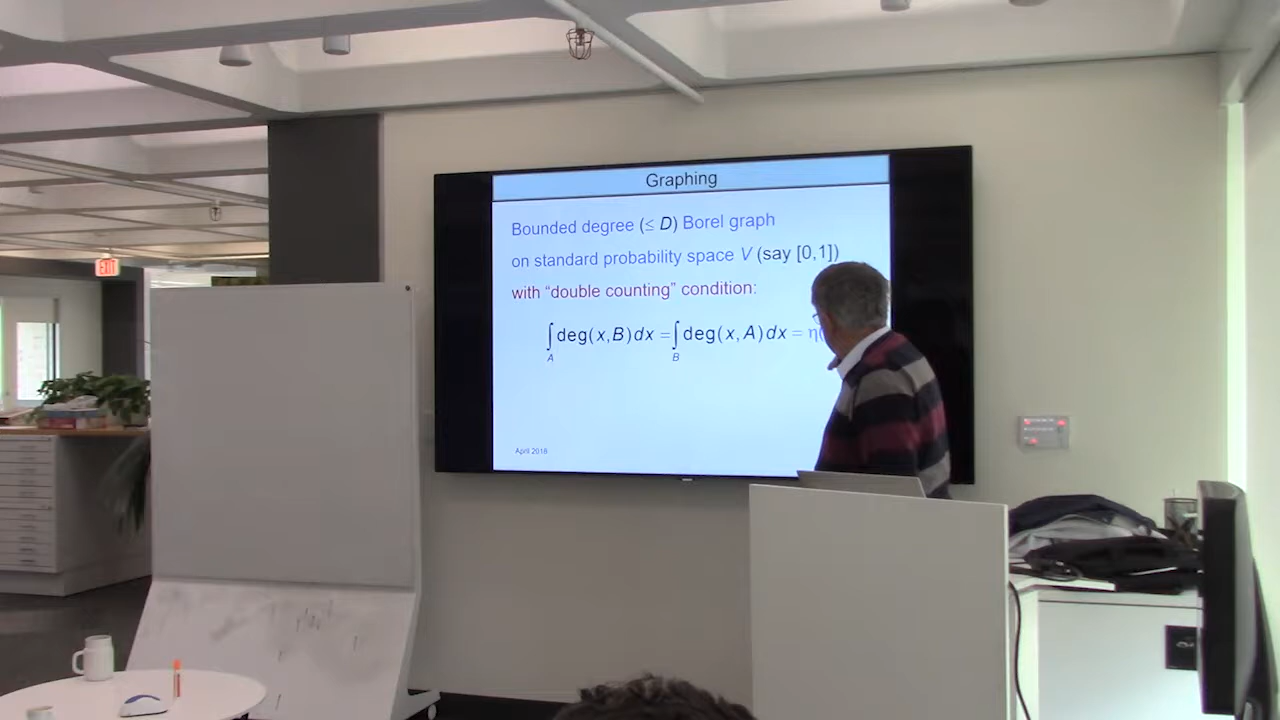 Graphing
Bounded degree (≤ D) Borel graph
on standard probability space V (say [0,1])
with “double counting” condition:
∫_A deg(x,B)dx = ∫_B deg(x,A)dx = η(
April 2018
EXIT